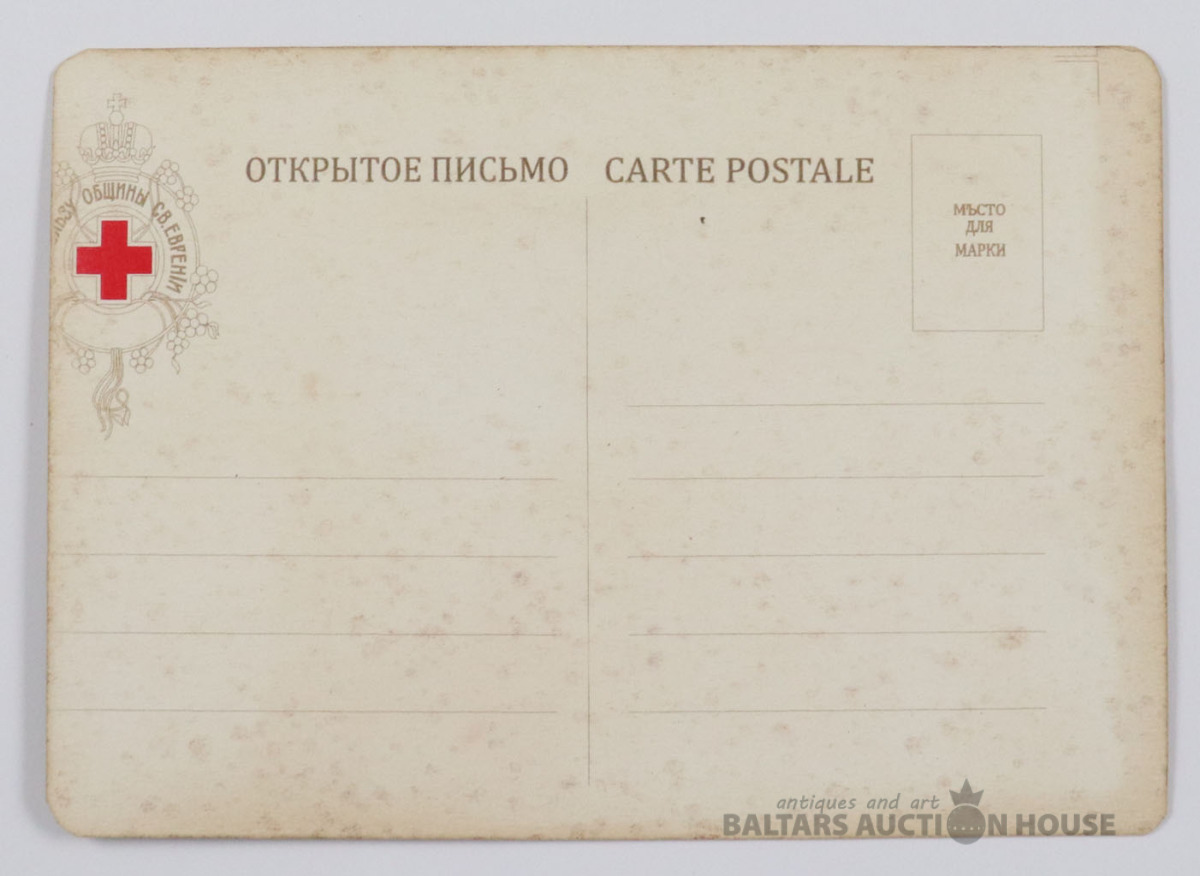 ОБЩИНЫ СВ. ЕВГЕНІИ
ОТКРЫТОЕ ПИСЬМО CARTE POSTALE
МѢСТО
ДЛЯ
МАРКИ
antiques and art
BALTARS AUCTION HOUSE